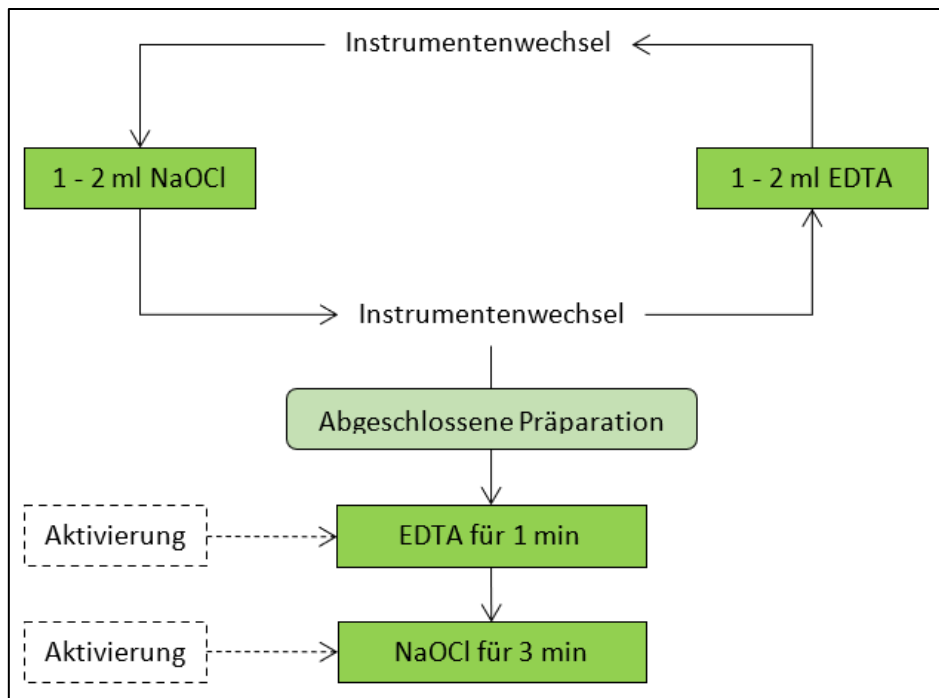 Instrumentenwechsel
1 - 2 ml NaOCl
1 - 2 ml EDTA
Instrumentenwechsel
Abgeschlossene Präparation
Aktivierung
EDTA für 1 min
Aktivierung
NaOCl für 3 min